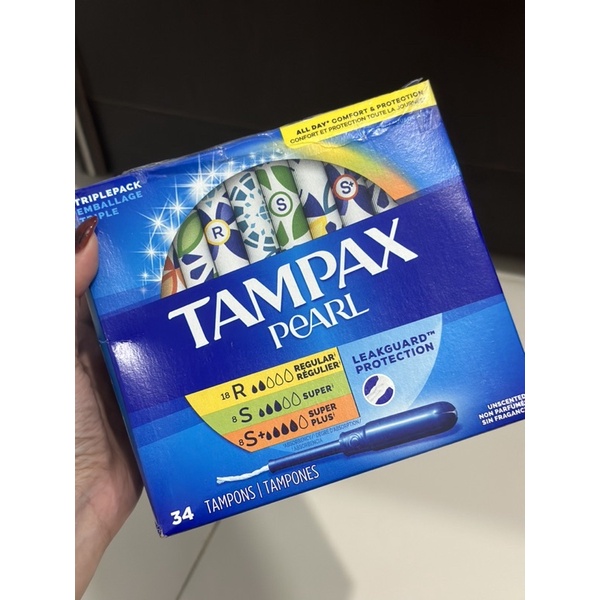 ALL DAY* COMFORT & PROTECTION
CONFORT ET PROTECTION TOUTE LA JOURNÉE*
TRIPLEPACK
EMBALLAGE
TRIPLE
R
S
S+
TAMPAX
PEARL
18 R REGULAR
RÉGULIER
8 S SUPER
8 S+ SUPER
PLUS
LEAKGUARD™
PROTECTION
UNSCENTED
NON PARFUMÉ
SIN FRAGANCIA
34 TAMPONS | TAMPONES